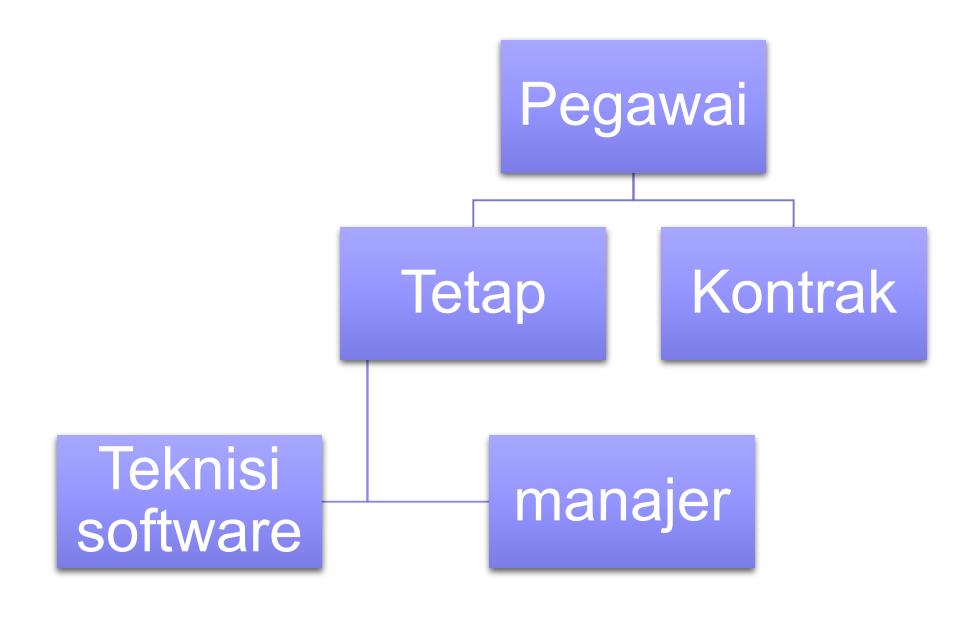 Pegawai
Tetap
Kontrak
Teknisi
software
manajer